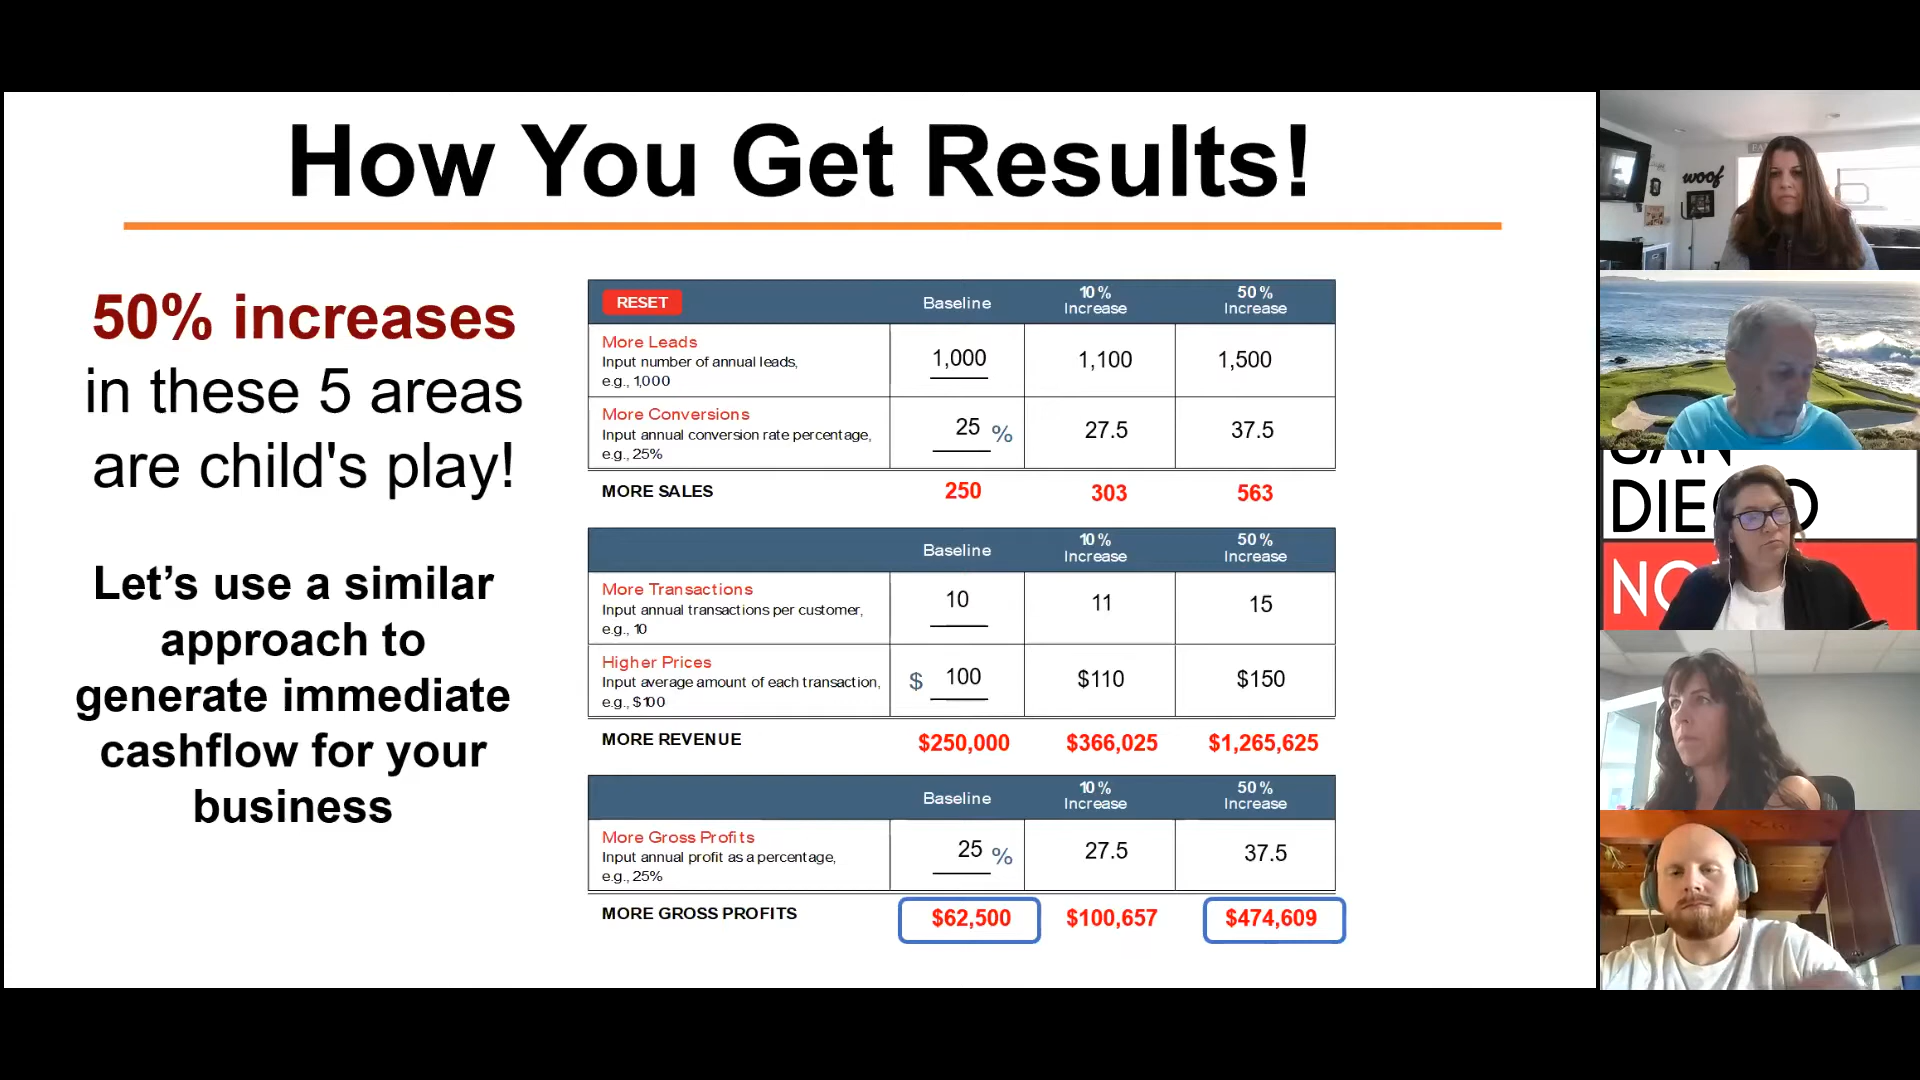 How You Get Results!
50% increases
in these 5 areas
are child's play!
Let’s use a similar
approach to
generate immediate
cashflow for your
business
RESET Baseline 10% Increase 50% Increase
More Leads
Input number of annual leads,
e.g., 1,000
1,000 1,100 1,500
More Conversions
Input annual conversion rate percentage,
e.g., 25%
25 % 27.5 37.5
MORE SALES 250 303 563
Baseline 10% Increase 50% Increase
More Transactions
Input annual transactions per customer,
e.g., 10
10 11 15
Higher Prices
Input average amount of each transaction,
e.g., $100
$ 100 $110 $150
MORE REVENUE $250,000 $366,025 $1,265,625
Baseline 10% Increase 50% Increase
More Gross Profits
Input annual profit as a percentage,
e.g., 25%
25 % 27.5 37.5
MORE GROSS PROFITS $62,500 $100,657 $474,609
woof
SAN
DIEGO